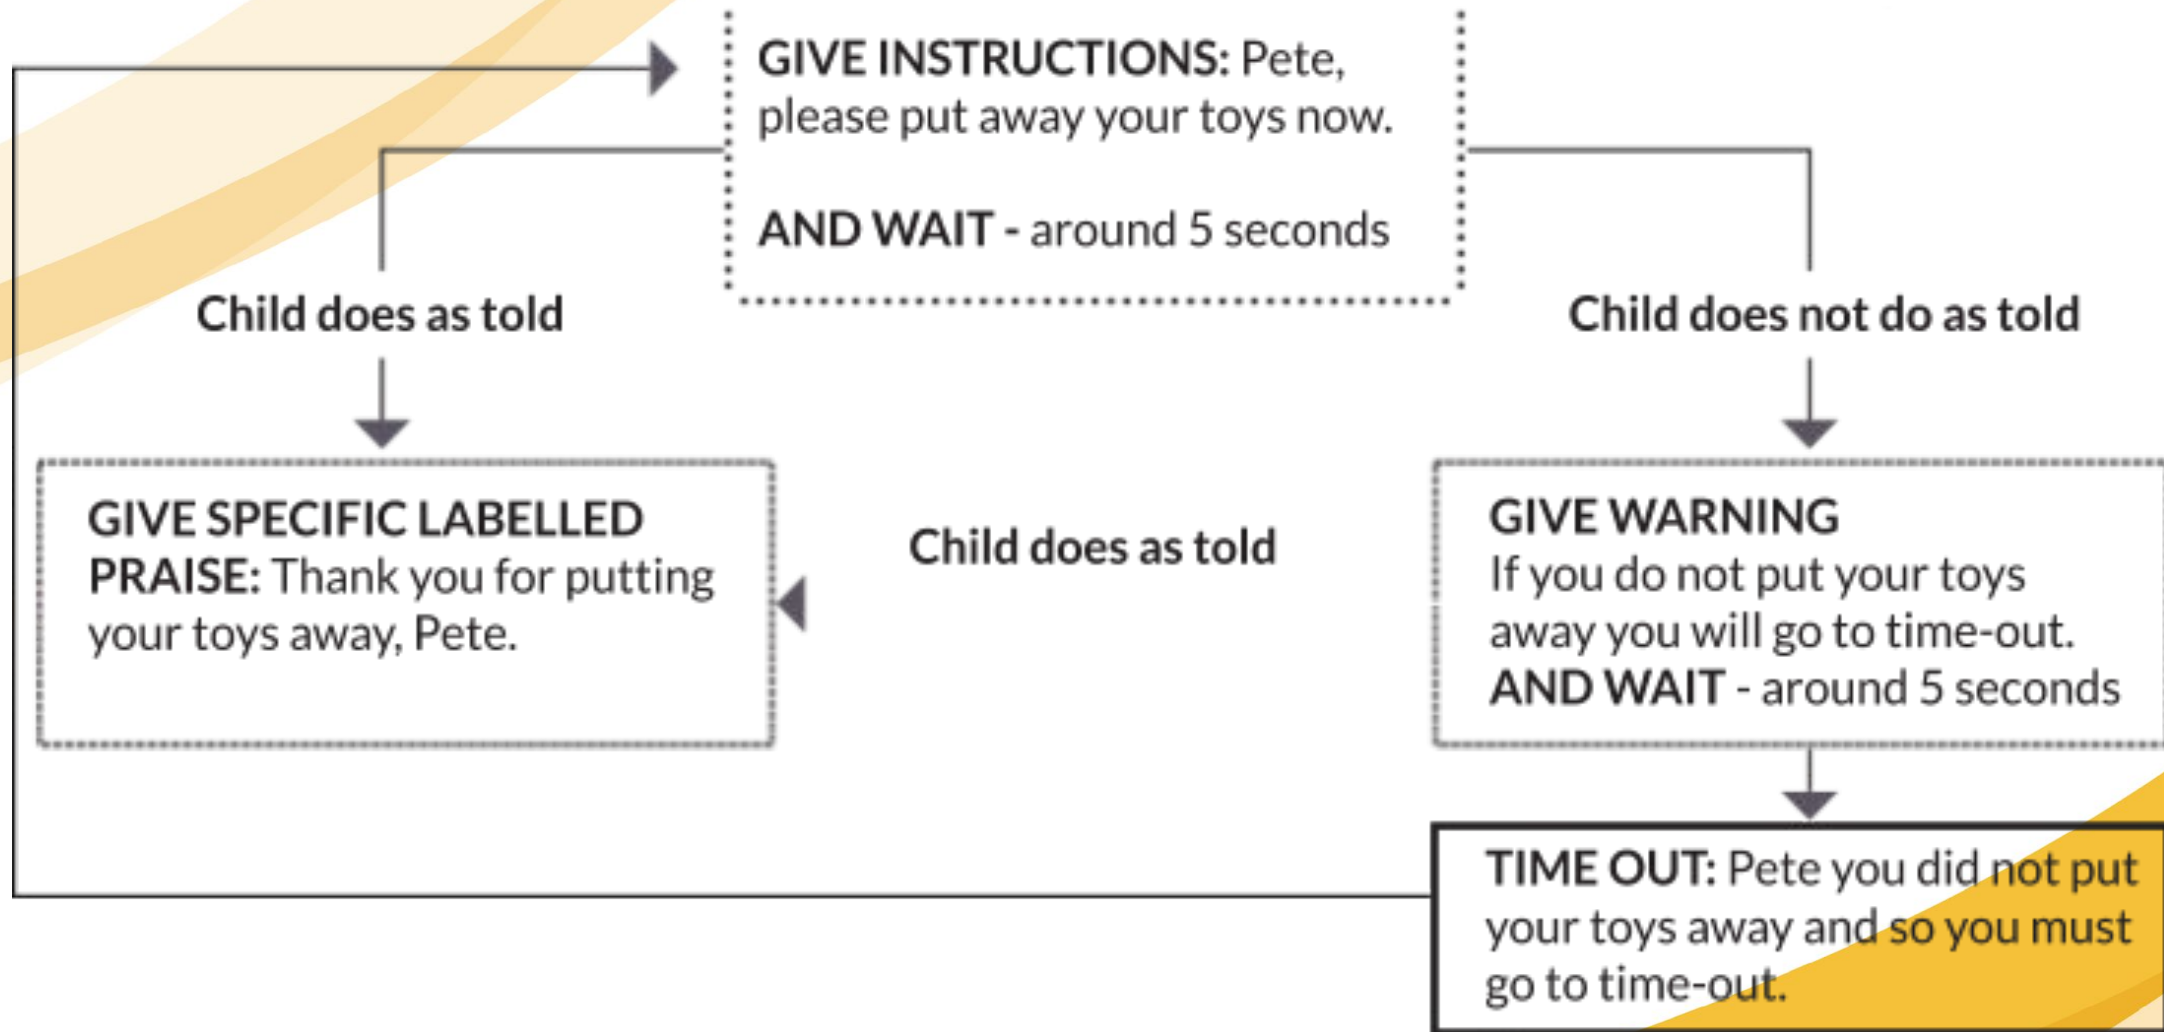 GIVE INSTRUCTIONS: Pete,
please put away your toys now.
AND WAIT - around 5 seconds
Child does as told
Child does not do as told
GIVE SPECIFIC LABELLED
PRAISE: Thank you for putting
your toys away, Pete.
Child does as told
GIVE WARNING
If you do not put your toys
away you will go to time-out.
AND WAIT - around 5 seconds
TIME OUT: Pete you did not put
your toys away and so you must
go to time-out.